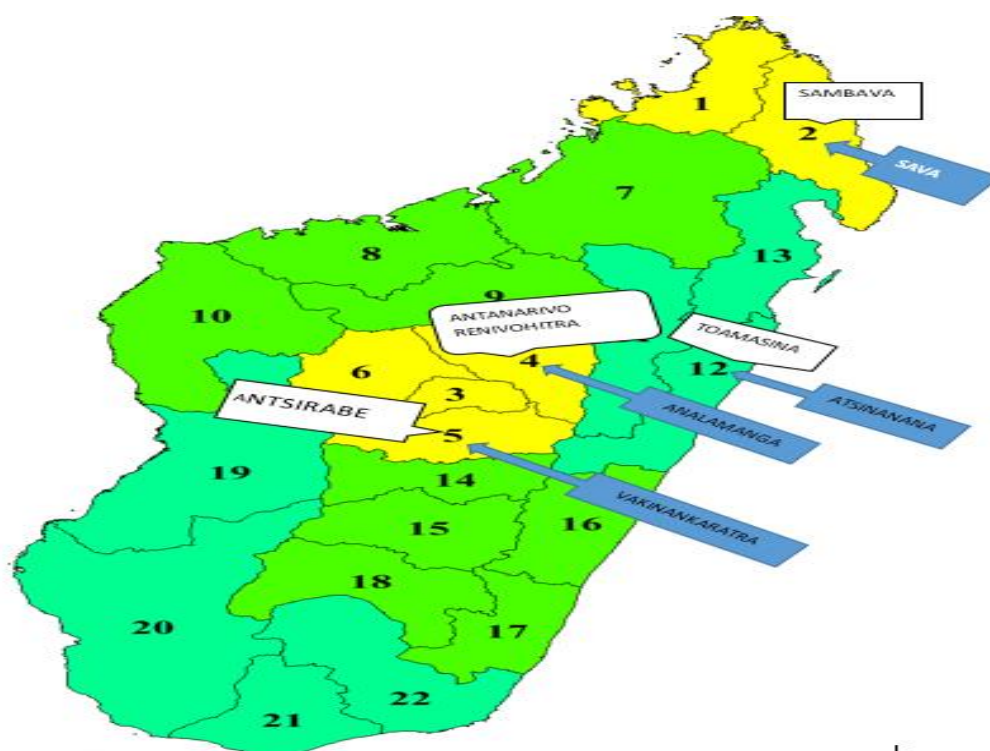 1
SAMBAVA
2
SAVA
7
13
8
9
10
ANTANARIVO
RENIVOHITRA
TOAMASINA
4
12
6
3
ANTSIRABE
ATSINANANA
ANALAMANGA
5
19
14
VAKINANKARATRA
15
16
18
20
17
22
21